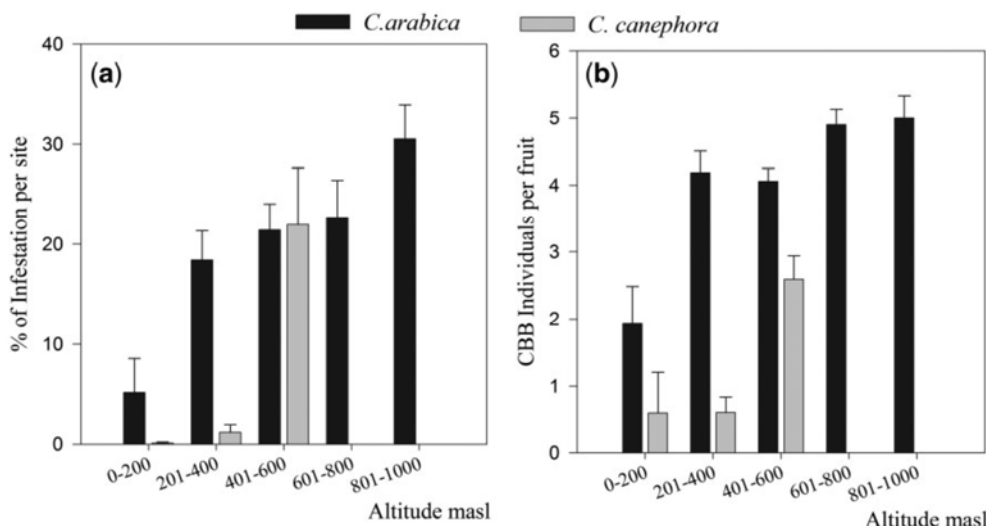 C.arabica C. canephora
(a)
% of Infestation per site
40
30
20
10
0
0-200 201-400 401-600 601-800 801-1000
Altitude masl
(b)
CBB Individuals per fruit
6
5
4
3
2
1
0
0-200 201-400 401-600 601-800 801-1000
Altitude masl